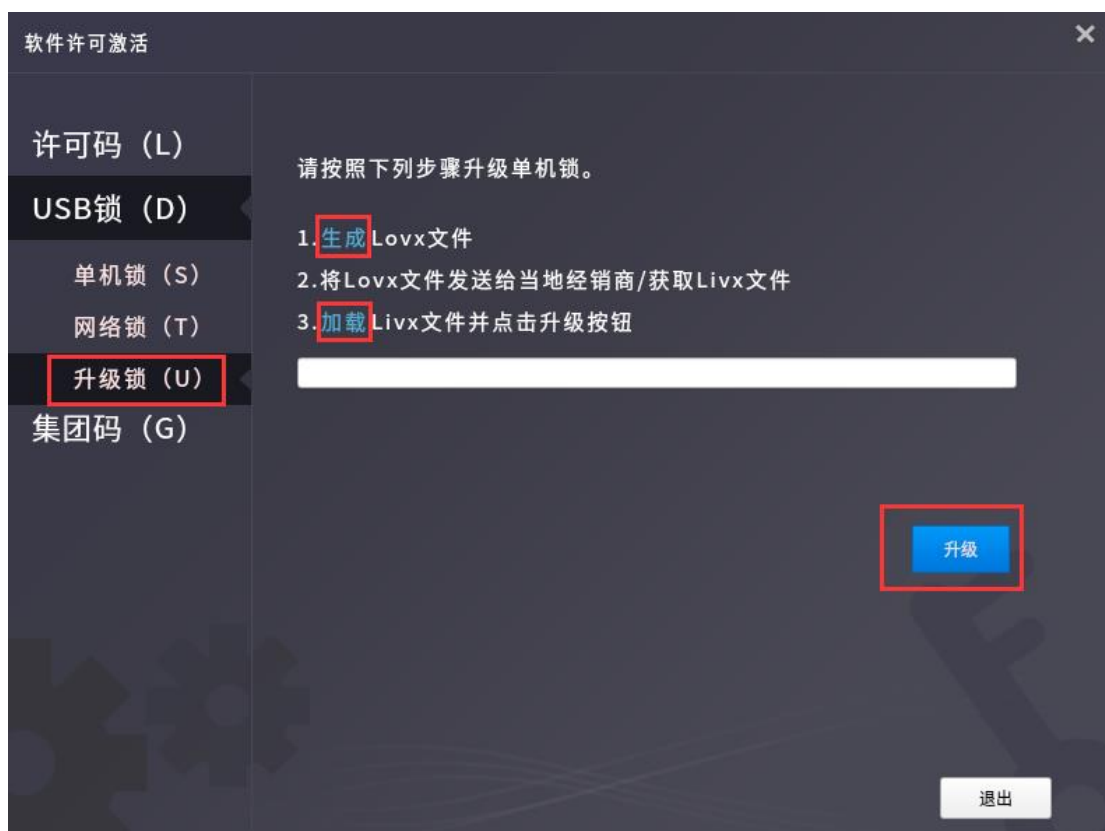 软件许可激活
许可码（L）
USB锁（D）
单机锁（S）
网络锁（T）
升级锁（U）
集团码（G）
请按照下列步骤升级单机锁。
1.生成Lovx文件
2.将Lovx文件发送给当地经销商/获取Livx文件
3.加载Livx文件并点击升级按钮
升级
退出